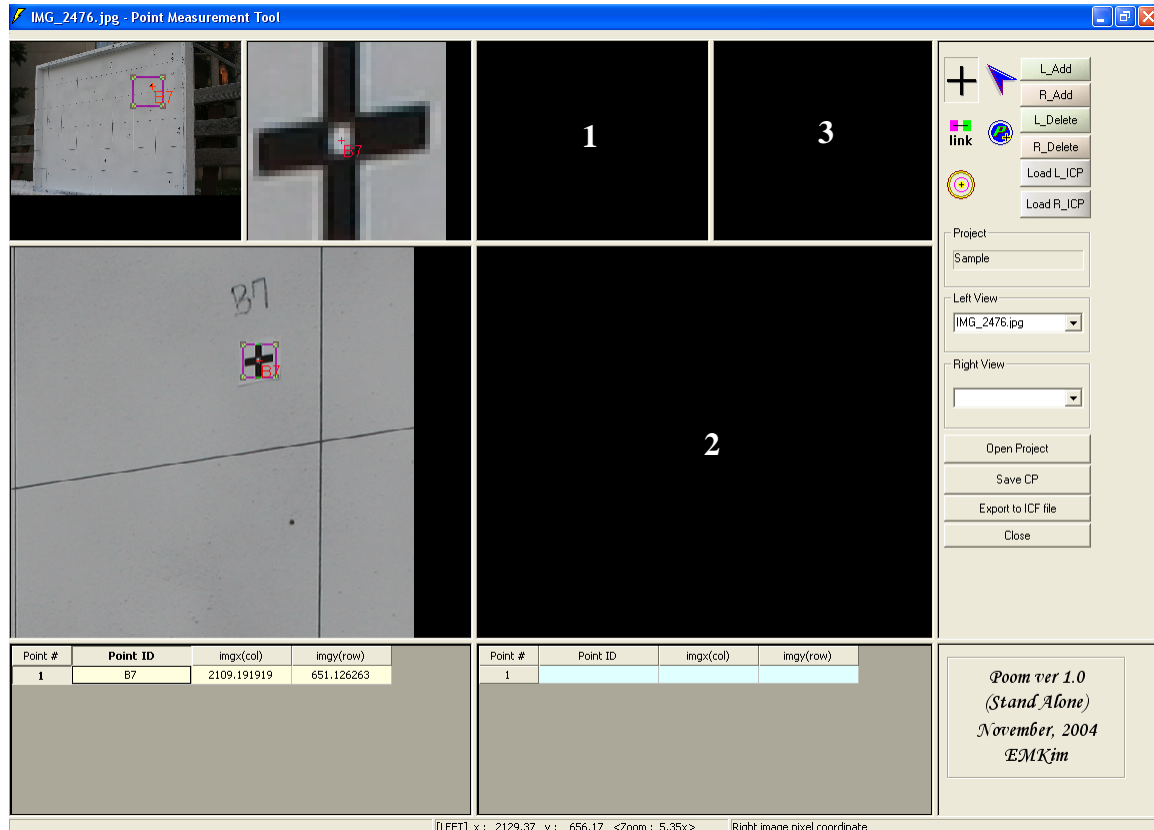 IMG_2476.jpg - Point Measurement Tool
B7
B7
1
3
L_Add
R_Add
link
L_Delete
R_Delete
Load L_ICP
Load R_ICP
Project
Sample
Left View
IMG_2476.jpg
Right View
Open Project
Save CP
Export to ICF file
Close
B7
B7
2
Point # Point ID imgx(col) imgy(row)
1 B7 2109.191919 651.126263
Point # Point ID imgx(col) imgy(row)
1
Poom ver 1.0
(Stand Alone)
November, 2004
EMKim
[LEFT] x : 2129.37 y : 656.17 <Zoom : 5.35x>
Right image pixel coordinate